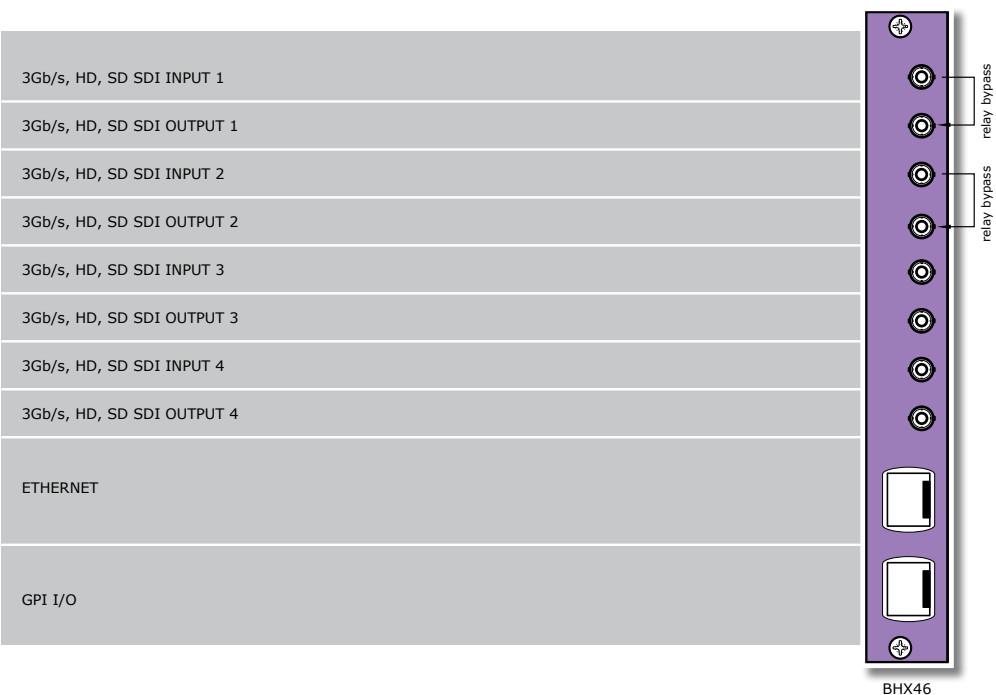 3Gb/s, HD, SD SDI INPUT 1
3Gb/s, HD, SD SDI OUTPUT 1
relay bypass
3Gb/s, HD, SD SDI INPUT 2
3Gb/s, HD, SD SDI OUTPUT 2
relay bypass
3Gb/s, HD, SD SDI INPUT 3
3Gb/s, HD, SD SDI OUTPUT 3
3Gb/s, HD, SD SDI INPUT 4
3Gb/s, HD, SD SDI OUTPUT 4
ETHERNET
GPI I/O
BHX46